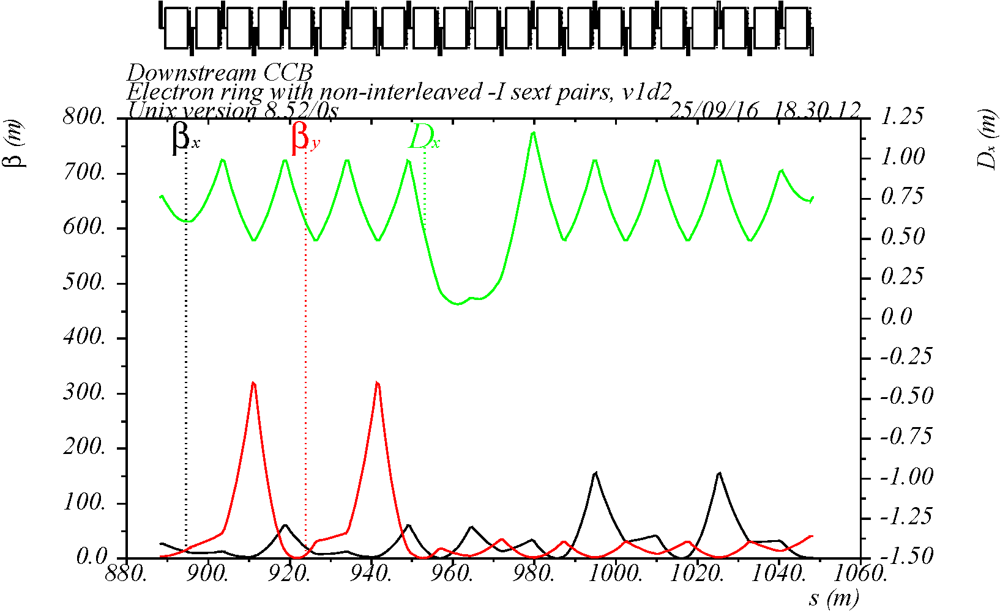 Downstream CCB
Electron ring with non-interleaved -I sext pairs, v1d2
Unix version 8.52/0s 25/09/16 18.30.12
β (m)
800.
700.
600.
500.
400.
300.
200.
100.
0.0
βx βy Dx
1.25
1.00
0.75
0.50
0.25
0.0
-0.25
-0.50
-0.75
-1.00
-1.25
-1.50
Dx (m)
880. 900. 920. 940. 960. 980. 1000. 1020. 1040. 1060.
s (m)